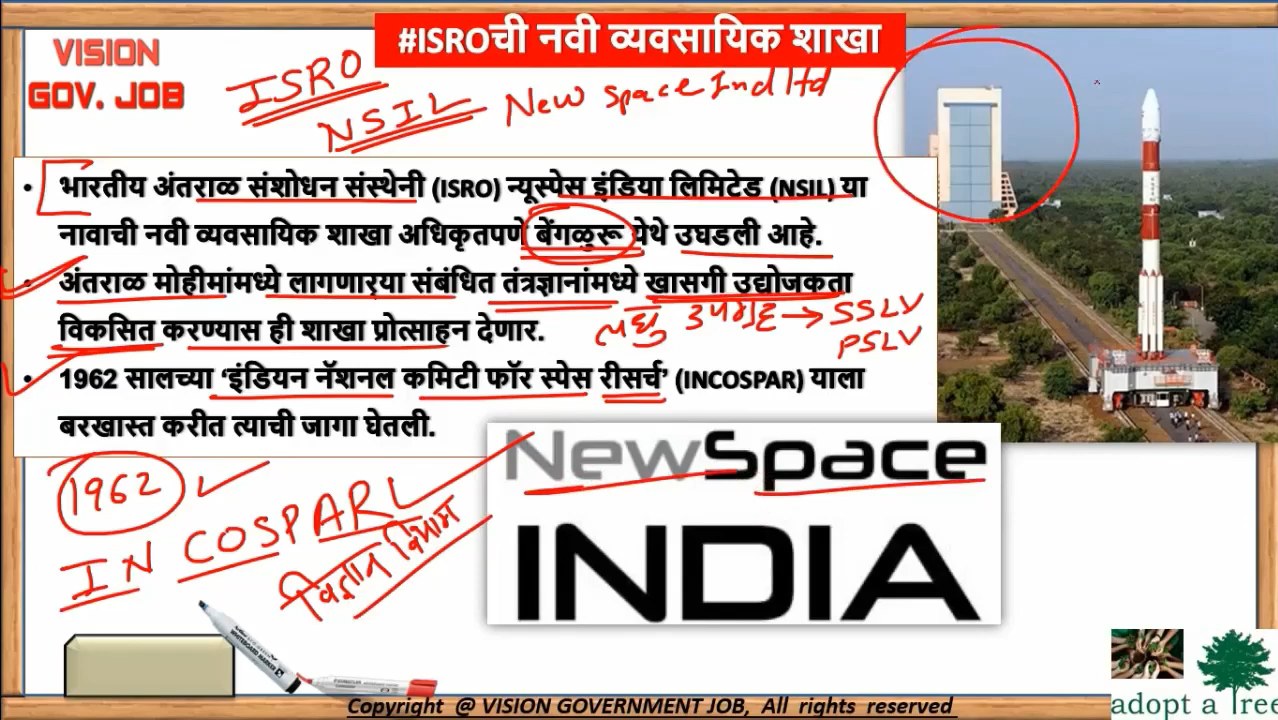 #ISROची नवी व्यवसायिक शाखा
VISION
GOV. JOB
ISRO
NSIL New Space Ind ltd
• भारतीय अंतराळ संशोधन संस्थेनी (ISRO) न्यूस्पेस इंडिया लिमिटेड (NSIL) या
नावाची नवी व्यवसायिक शाखा अधिकृतपणे बेंगळुरू येथे उघडली आहे.
• अंतराळ मोहीमांमध्ये लागणाऱ्या संबंधित तंत्रज्ञानांमध्ये खासगी उद्योजकता
विकसित करण्यास ही शाखा प्रोत्साहन देणार.
लघु उपग्रह → SSLV
PSLV
• 1962 सालच्या ‘इंडियन नॅशनल कमिटी फॉर स्पेस रीसर्च’ (INCOSPAR) याला
बरखास्त करीत त्याची जागा घेतली.
1962
IN COSPAR
विज्ञान विभाग
NewSpace
INDIA
Copyright @ VISION GOVERNMENT JOB, All rights reserved
adopt a Tree